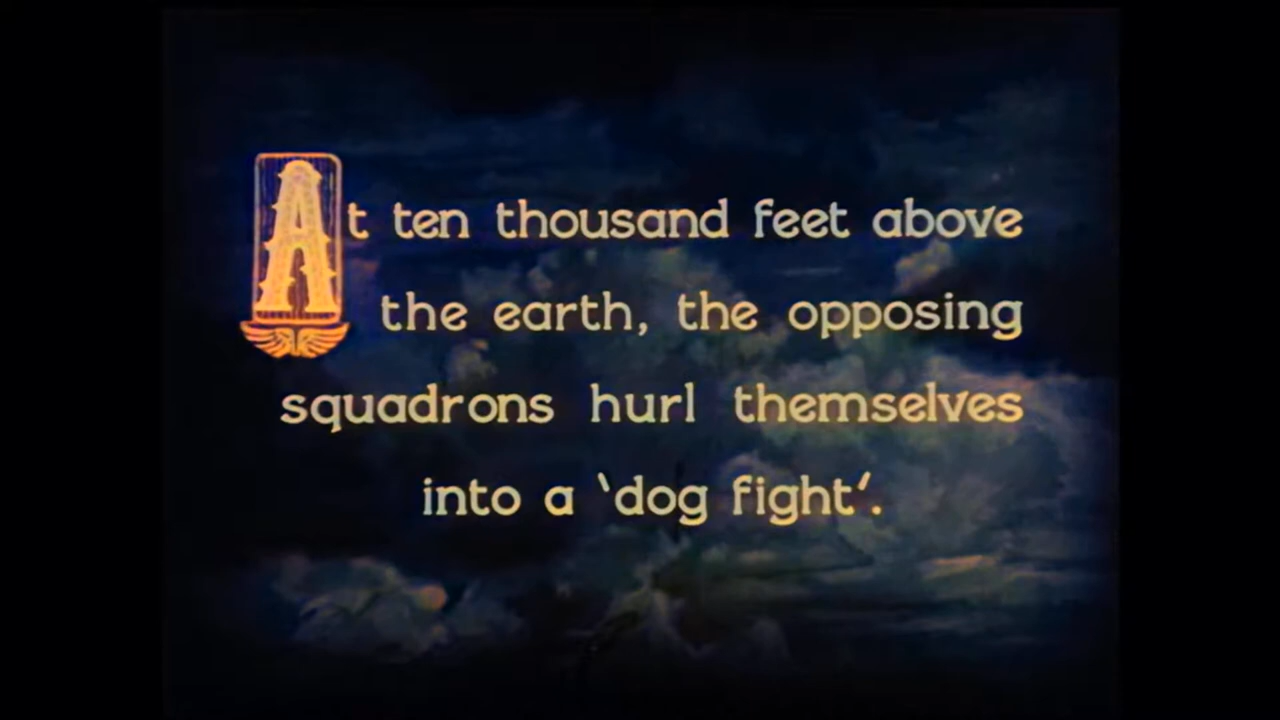 At ten thousand feet above
the earth, the opposing
squadrons hurl themselves
into a ‛dog fight’.